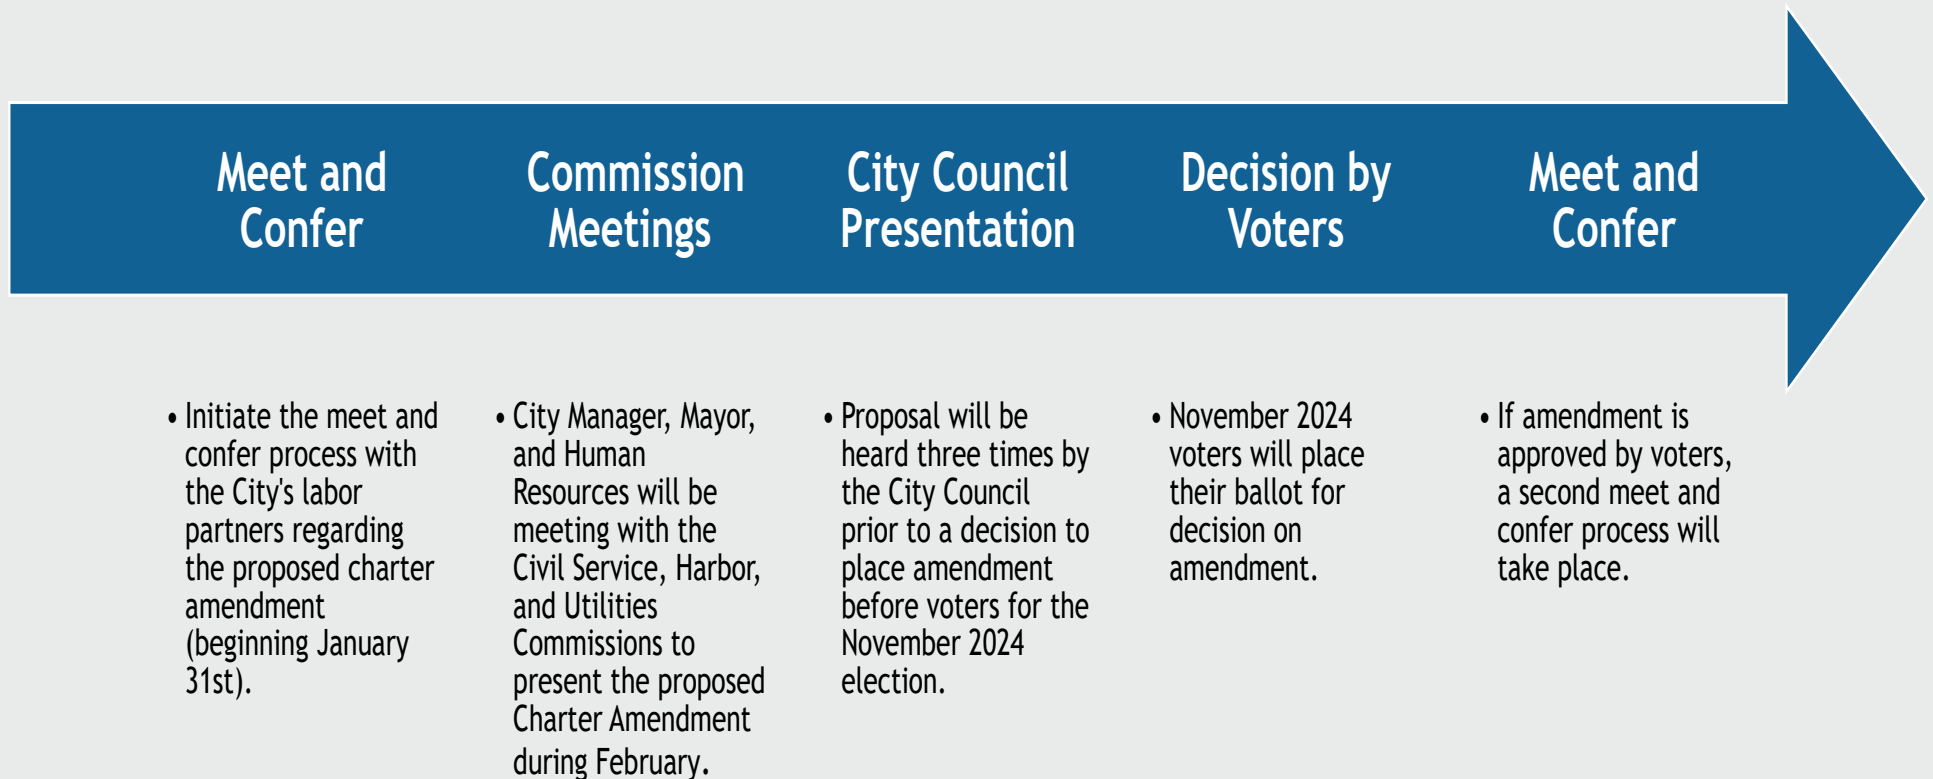 Meet and
Confer
Commission
Meetings
City Council
Presentation
Decision by
Voters
Meet and
Confer
• Initiate the meet and
confer process with
the City's labor
partners regarding
the proposed charter
amendment
(beginning January
31st).
• City Manager, Mayor,
and Human
Resources will be
meeting with the
Civil Service, Harbor,
and Utilities
Commissions to
present the proposed
Charter Amendment
during February.
• Proposal will be
heard three times by
the City Council
prior to a decision to
place amendment
before voters for the
November 2024
election.
• November 2024
voters will place
their ballot for
decision on
amendment.
• If amendment is
approved by voters,
a second meet and
confer process will
take place.